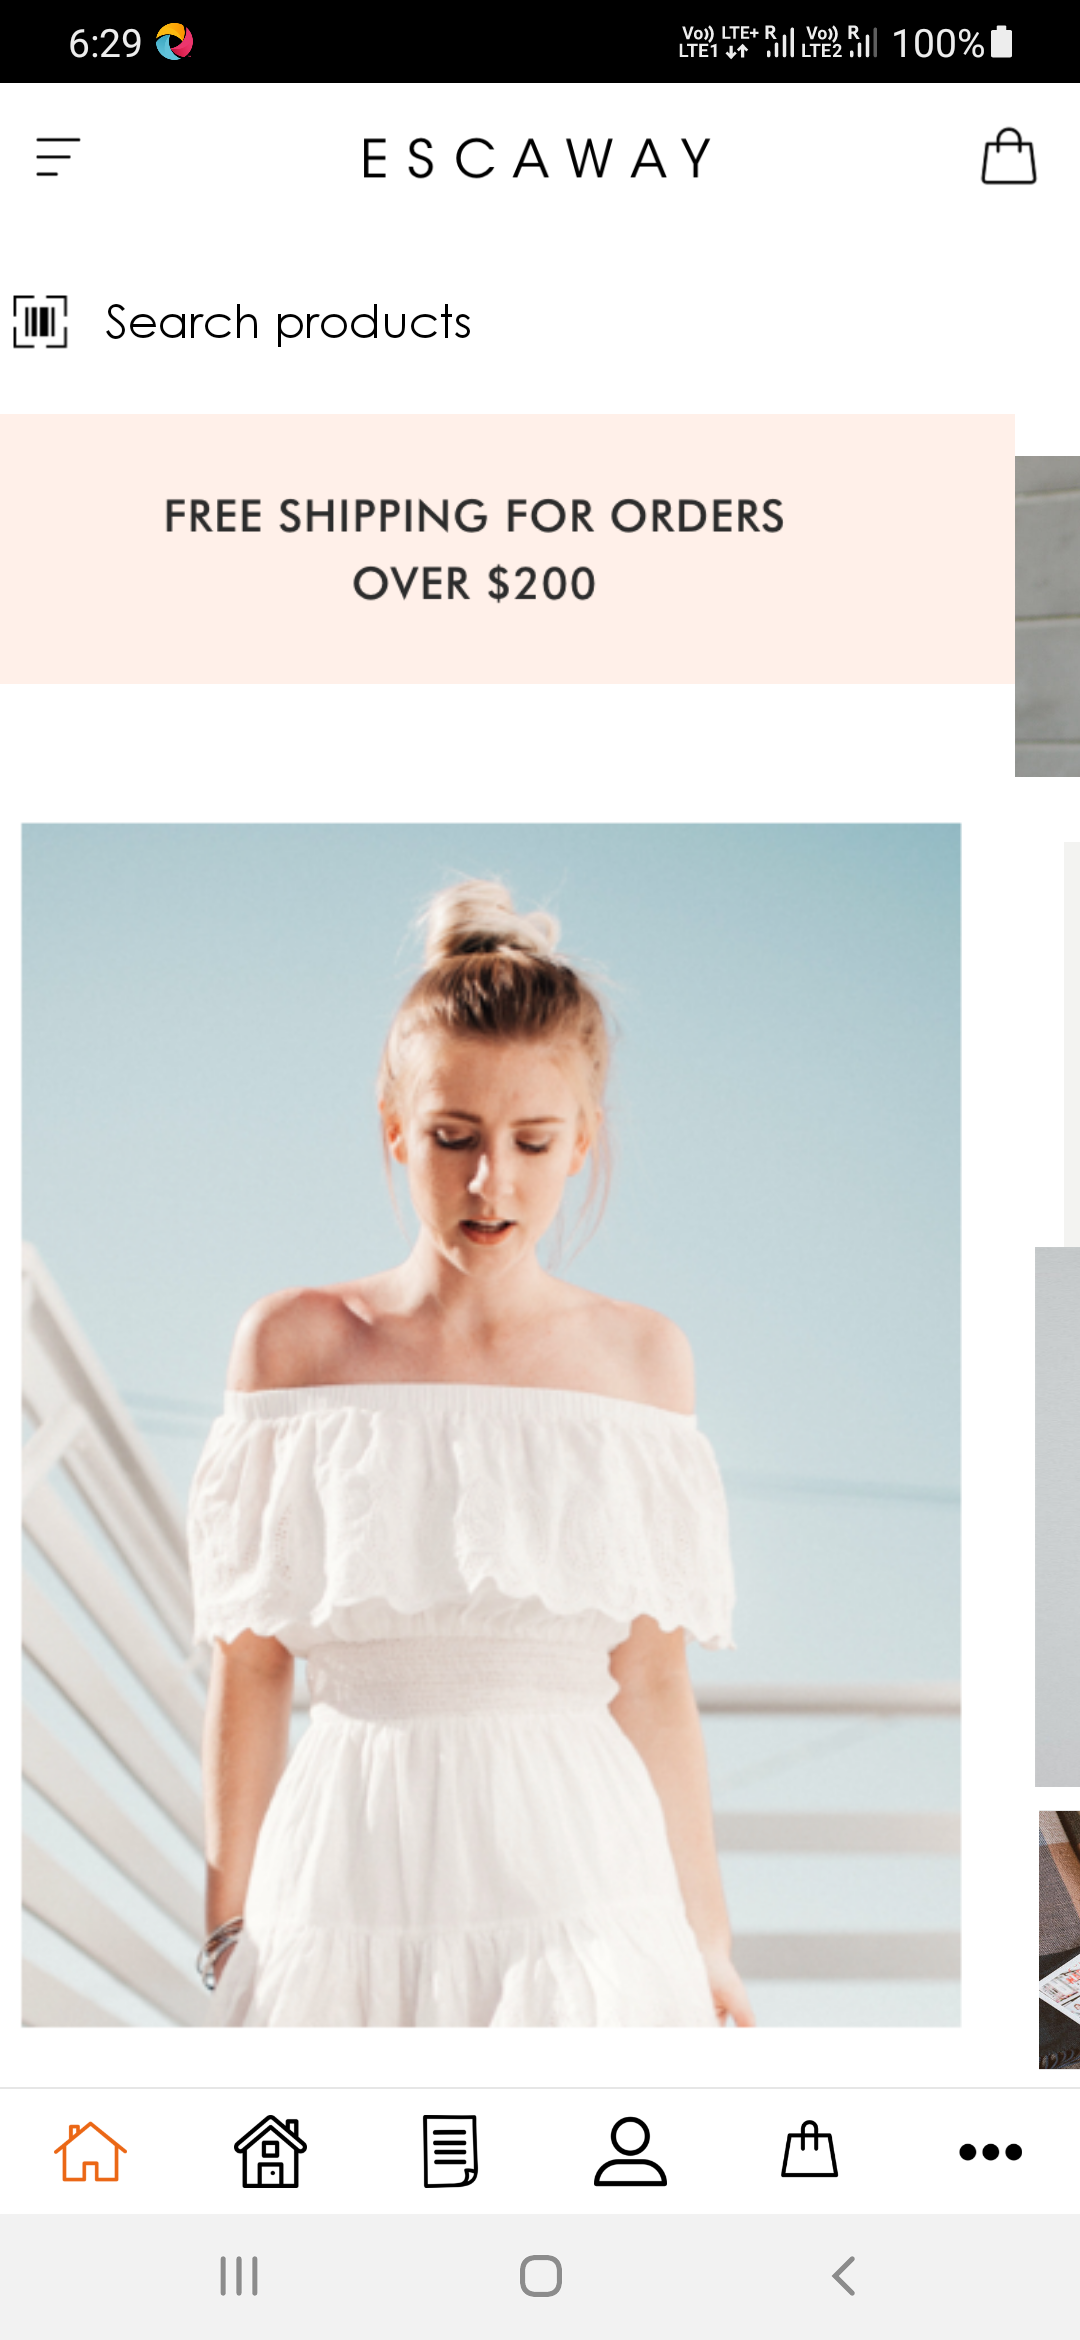 6:29
Vo)) LTE+ R Vo)) R
LTE1 LTE2 100%
ESCAWAY
Search products
FREE SHIPPING FOR ORDERS
OVER $200